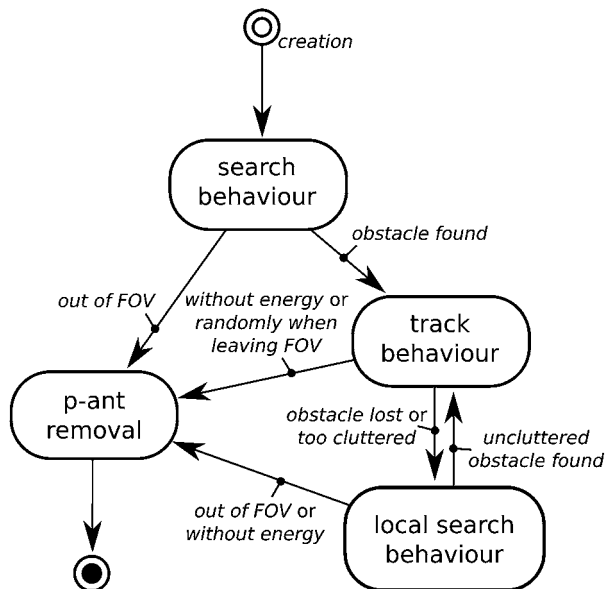 creation
search
behaviour
obstacle found
out of FOV
without energy or
randomly when
leaving FOV
track
behaviour
p-ant
removal
obstacle lost or
too cluttered
uncluttered
obstacle found
out of FOV or
without energy
local search
behaviour